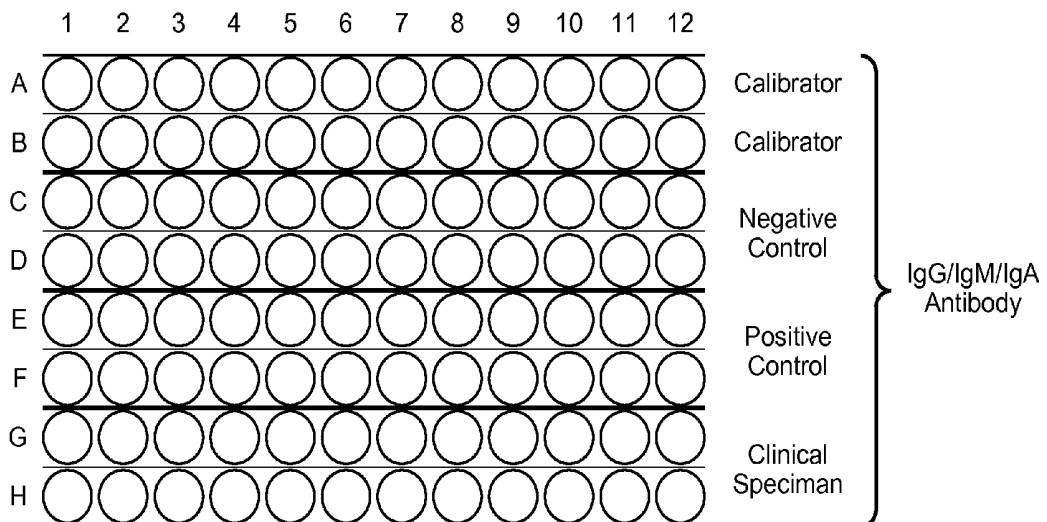 1 2 3 4 5 6 7 8 9 10 11 12
A Calibrator
B Calibrator
C
Negative
Control
D
E
Positive
Control
F
G
Clinical
Speciman
H
IgG/IgM/IgA
Antibody